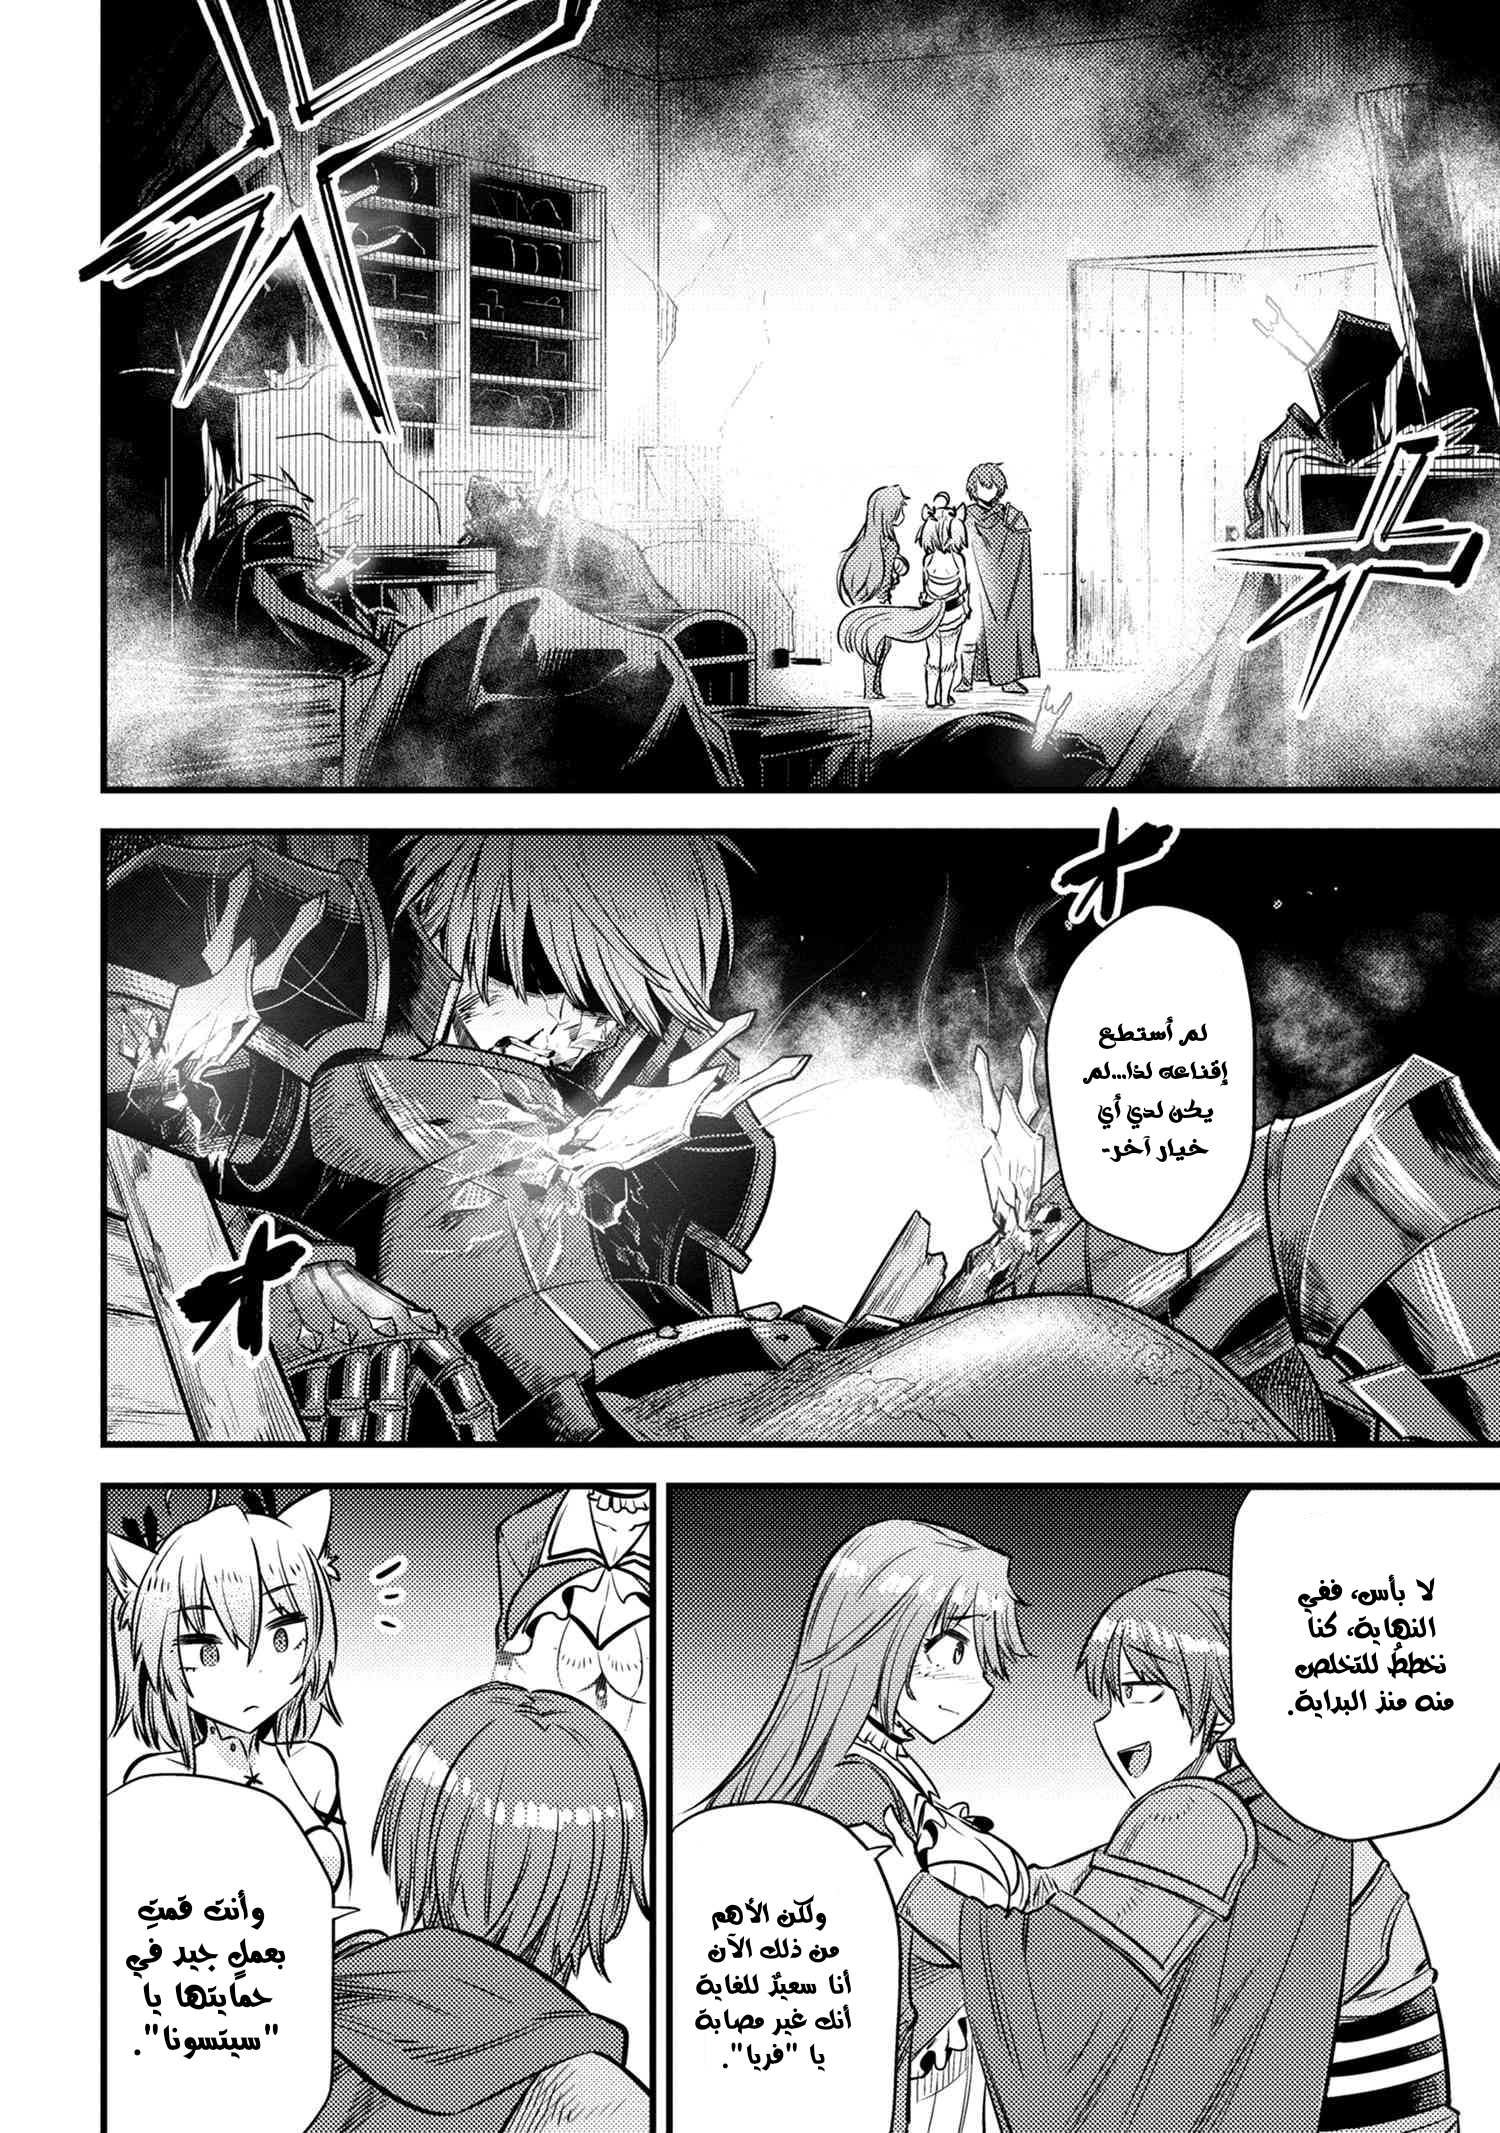 لم أستطع
إقناعه لذا...لم
يكن لديَ أيَ
خيار آخر-
لا بأس، ففي
النهاية، كنا
نخططُ للتخلص
منه منذ البداية.
ولكن الأهم
من ذلك الآن
أنا سعيدٌ للغاية
أنك غير مصابة
يا "فريا".
وأنت قمتِ
بعملٍ جيد في
حمايتها يا
"سيتسونا".